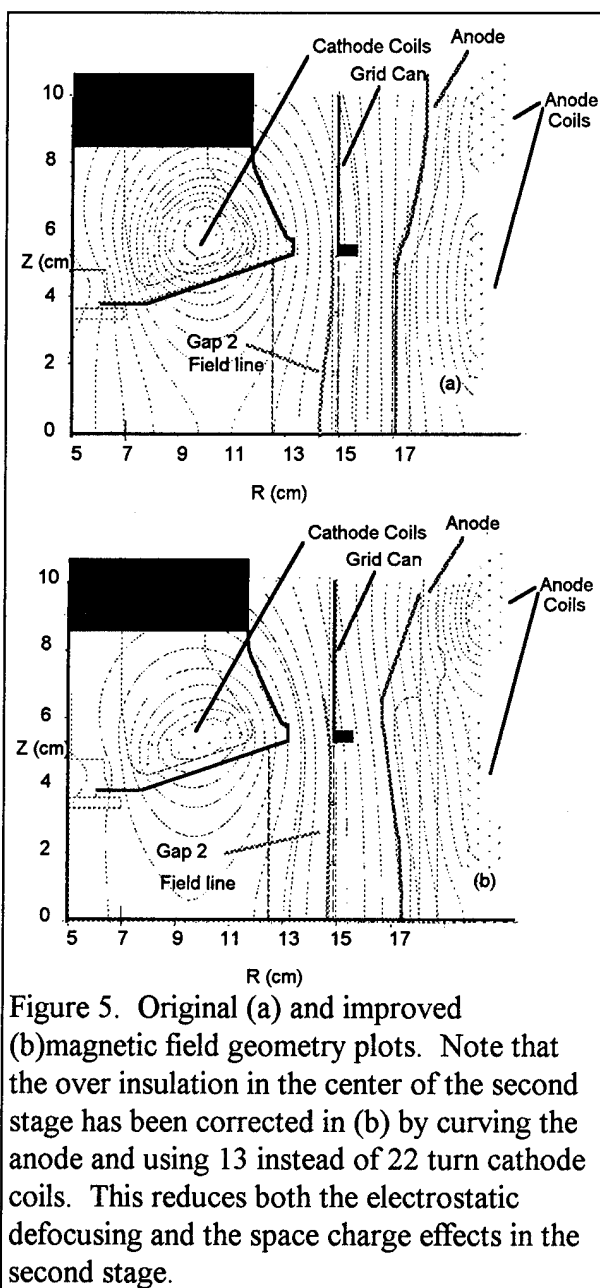 Cathode Coils
Anode
Grid Can
Anode
Coils
10
8
6
Z (cm)
4
2
0
Gap 2
Field line
(a)
5 7 9 11 13 15 17
R (cm)
Cathode Coils
Anode
Grid Can
Anode
Coils
10
8
6
Z (cm)
4
2
0
Gap 2
Field line
(b)
5 7 9 11 13 15 17
R (cm)
Figure 5. Original (a) and improved
(b)magnetic field geometry plots. Note that
the over insulation in the center of the second
stage has been corrected in (b) by curving the
anode and using 13 instead of 22 turn cathode
coils. This reduces both the electrostatic
defocusing and the space charge effects in the
second stage.